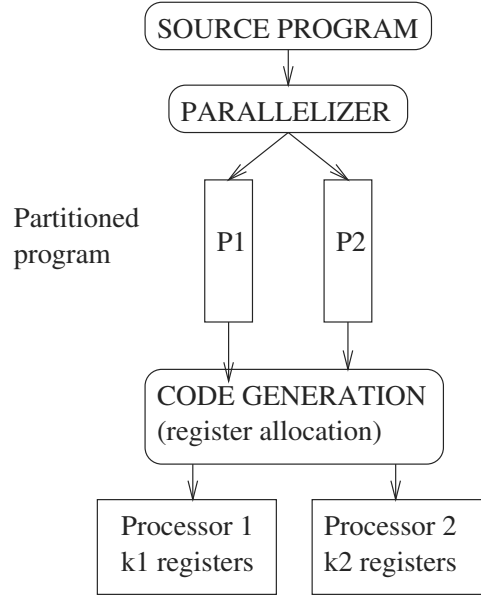 SOURCE PROGRAM
PARALLELIZER
Partitioned
program
P1
P2
CODE GENERATION
(register allocation)
Processor 1
k1 registers
Processor 2
k2 registers